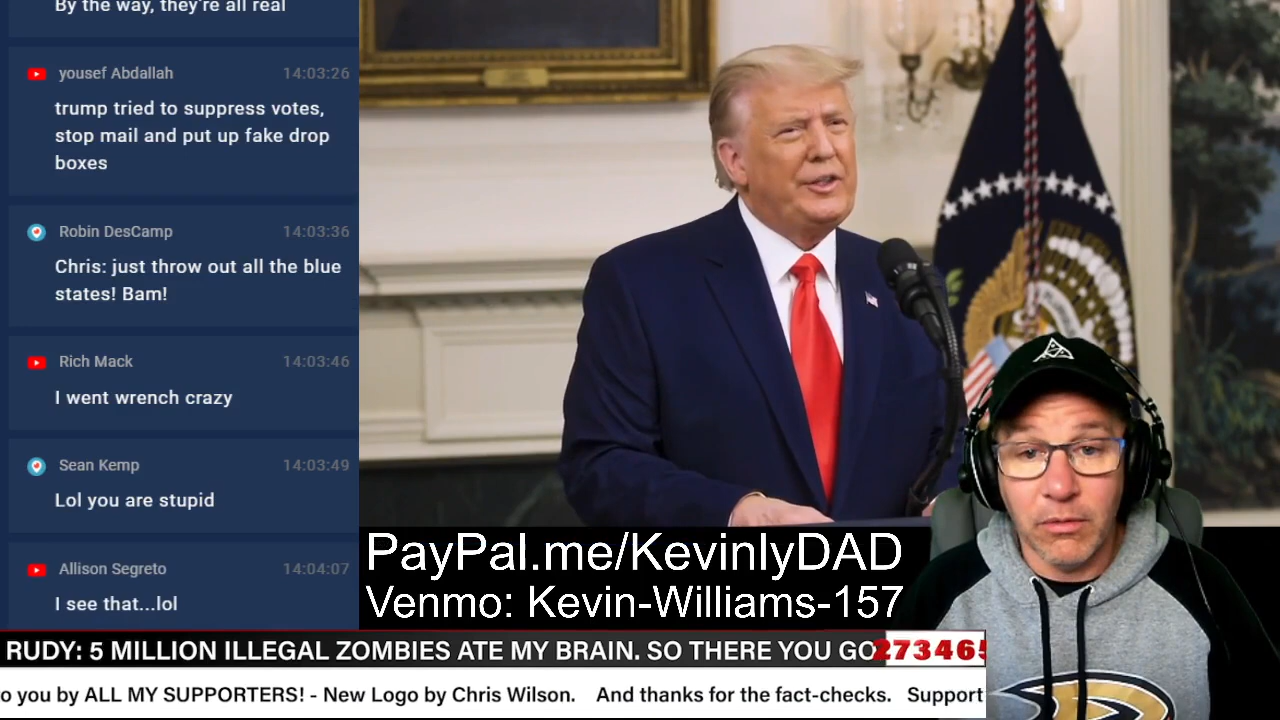 By the way, they're all real
yousef Abdallah 14:03:26
trump tried to suppress votes,
stop mail and put up fake drop
boxes
Robin DesCamp 14:03:36
Chris: just throw out all the blue
states! Bam!
Rich Mack 14:03:46
I went wrench crazy
Sean Kemp 14:03:49
Lol you are stupid
Allison Segreto 14:04:07
I see that...lol
PayPal.me/KevinlyDAD
Venmo: Kevin-Williams-157
RUDY: 5 MILLION ILLEGAL ZOMBIES ATE MY BRAIN. SO THERE YOU GO 273465
o you by ALL MY SUPPORTERS! - New Logo by Chris Wilson. And thanks for the fact-checks. Support